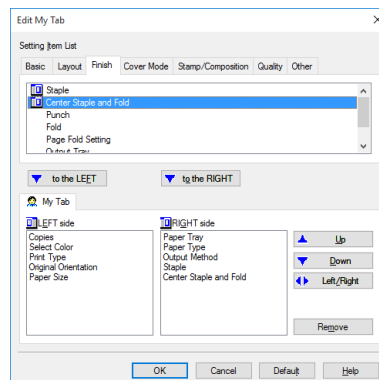 Edit My Tab
Setting Item List
Basic Layout Finish Cover Mode Stamp/Composition Quality Other
Staple
Center Staple and Fold
Punch
Fold
Page Fold Setting
Output Tray
to the LEFT to the RIGHT
My Tab
LEFT side RIGHT side
Copies
Select Color
Print Type
Original Orientation
Paper Size
Paper Tray
Paper Type
Output Method
Staple
Center Staple and Fold
Up
Down
Left/Right
Remove
OK Cancel Default Help